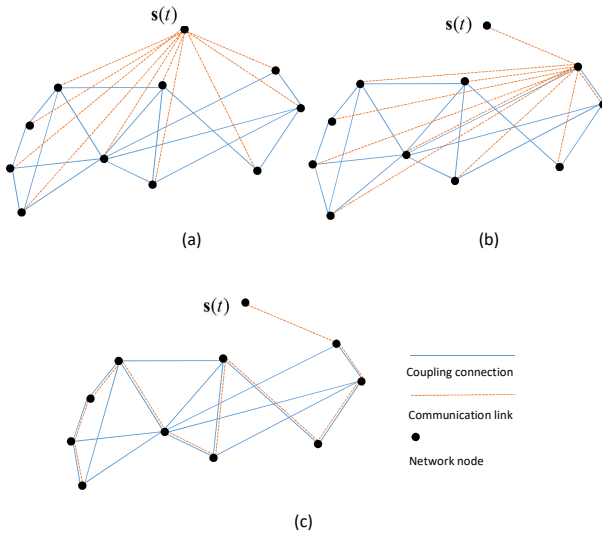 s(t)
s(t)
(a)
(b)
s(t)
Coupling connection
Communication link
Network node
(c)